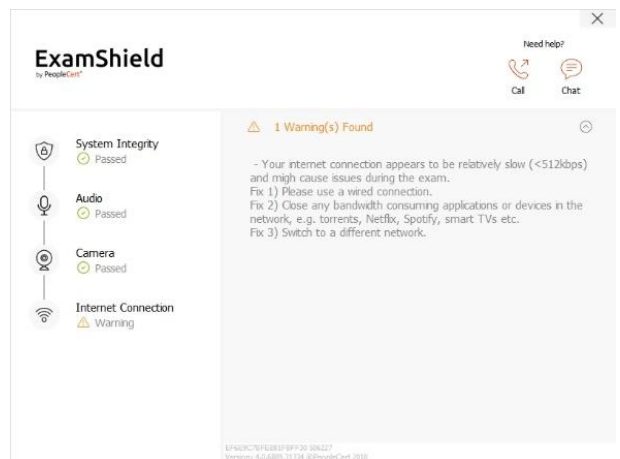 Need help?
ExamShield
by PeopleCert
Call
Chat
1 Warning(s) Found
System Integrity
Passed
- Your internet connection appears to be relatively slow (<512kbps)
and migh cause issues during the exam.
Fix 1) Please use a wired connection.
Fix 2) Close any bandwidth consuming applications or devices in the
network, e.g. torrents, Netflix, Spotify, smart TVs etc.
Fix 3) Switch to a different network.
Audio
Passed
Camera
Passed
Internet Connection
Warning
©PeopleCert